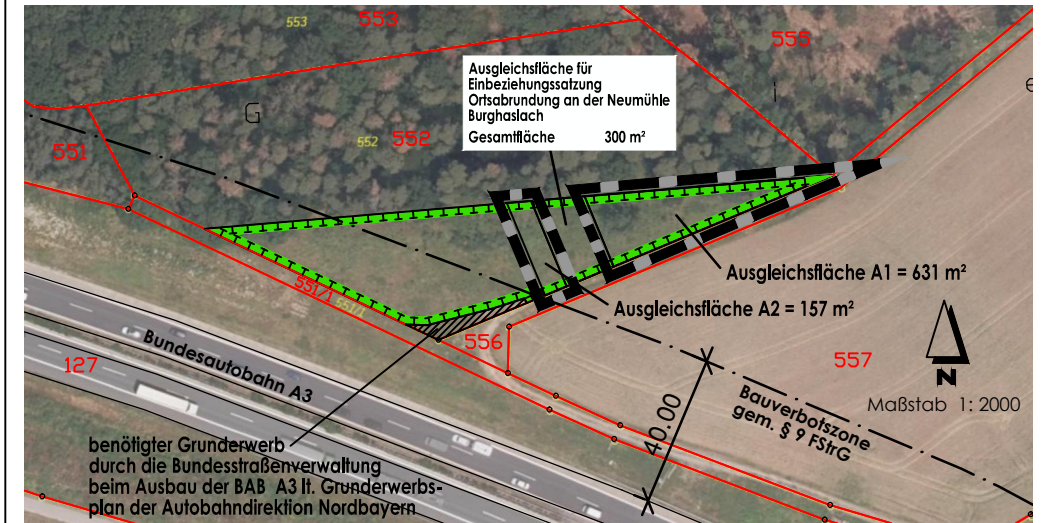 553
553
555
Ausgleichsfläche für
Einbeziehungssatzung
Ortsabrundung an der Neumühle
Burghaslach
Gesamtfläche 300 m²
G
e
551
552
552
Ausgleichsfläche A1 = 631 m²
551/1
551/1
Ausgleichsfläche A2 = 157 m²
556
557
Bundesautobahn A3
127
N
Maßstab 1: 2000
40.00
Bauverbotszone
gem. § 9 FStrG
benötigter Grunderwerb
durch die Bundesstraßenverwaltung
beim Ausbau der BAB A3 lt. Grunderwerbs-
plan der Autobahndirektion Nordbayern